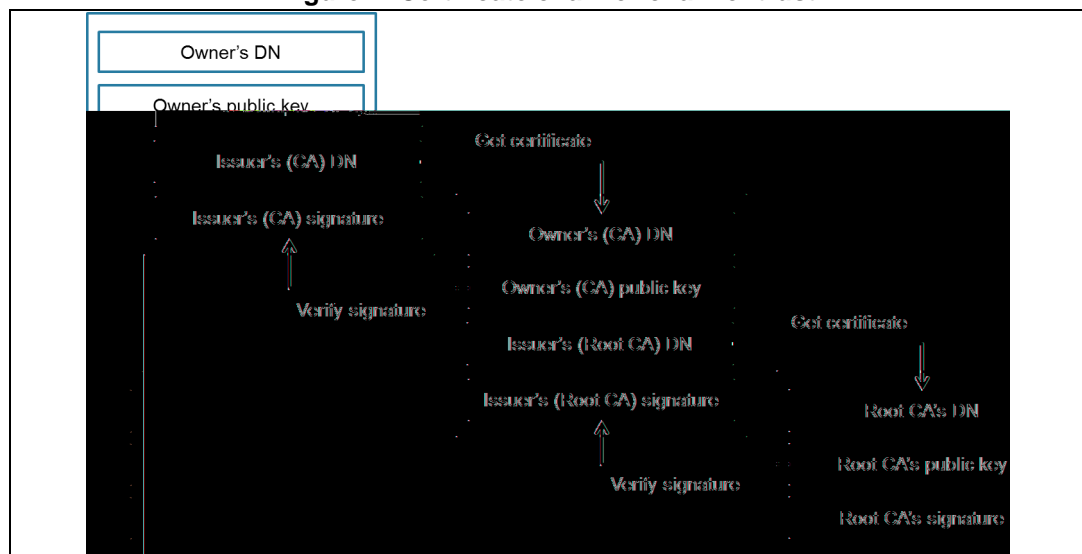 Owner's DN
Owner's public key
Issuer's (CA) DN
Issuer's (CA) signature
Verify signature
Get certificate
Owner's (CA) DN
Owner's (CA) public key
Issuer's (Root CA) DN
Issuer's (Root CA) signature
Verify signature
Get certificate
Root CA's DN
Root CA's public key
Root CA's signature